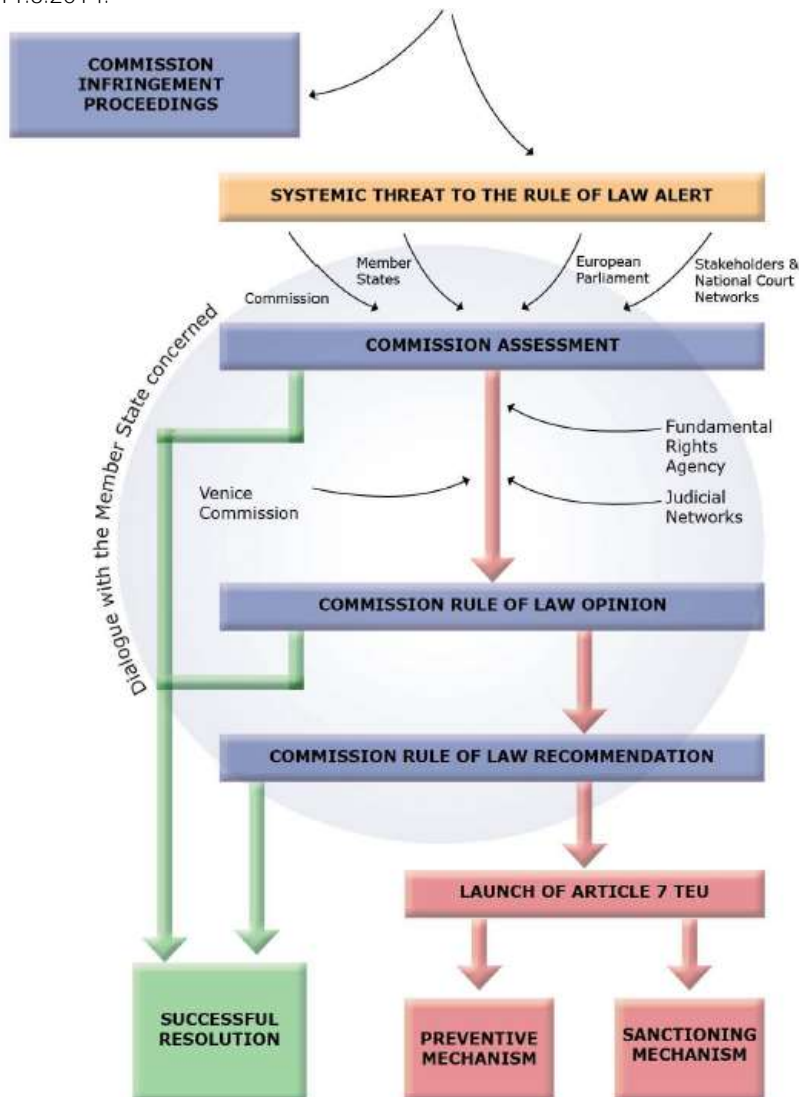 COMMISSION
INFRINGEMENT
PROCEEDINGS
SYSTEMIC THREAT TO THE RULE OF LAW ALERT
Commission
Member
States
European
Parliament
Stakeholders &
National Court
Networks
Dialogue with the Member State concerned
COMMISSION ASSESSMENT
Fundamental
Rights
Agency
Venice
Commission
Judicial
Networks
COMMISSION RULE OF LAW OPINION
COMMISSION RULE OF LAW RECOMMENDATION
LAUNCH OF ARTICLE 7 TEU
SUCCESSFUL
RESOLUTION
PREVENTIVE
MECHANISM
SANCTIONING
MECHANISM